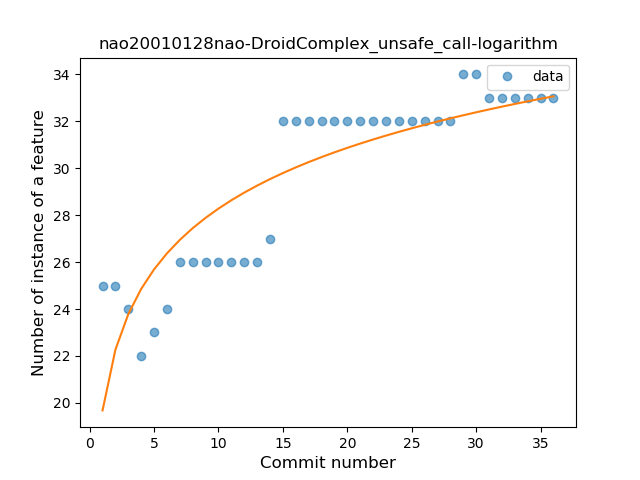 nao20010128nao-DroidComplex_unsafe_call-logarithm
data
Number of instance of a feature
34
32
30
28
26
24
22
20
0 5 10 15 20 25 30 35
Commit number